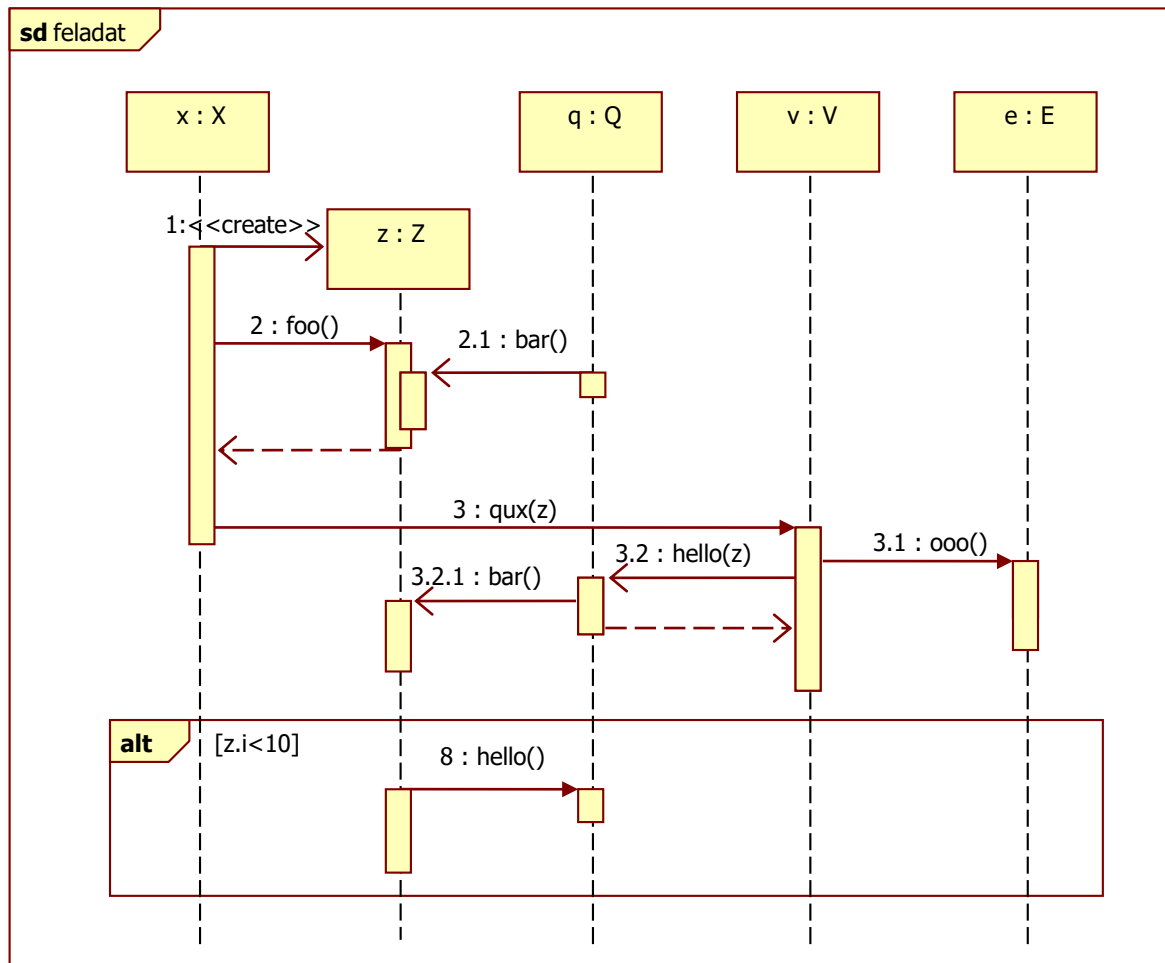 sd feladat
x : X
q : Q
v : V
e : E
1:<<create>>
z : Z
2 : foo()
2.1 : bar()
3 : qux(z)
3.1 : ooo()
3.2 : hello(z)
3.2.1 : bar()
alt
[z.i<10]
8 : hello()